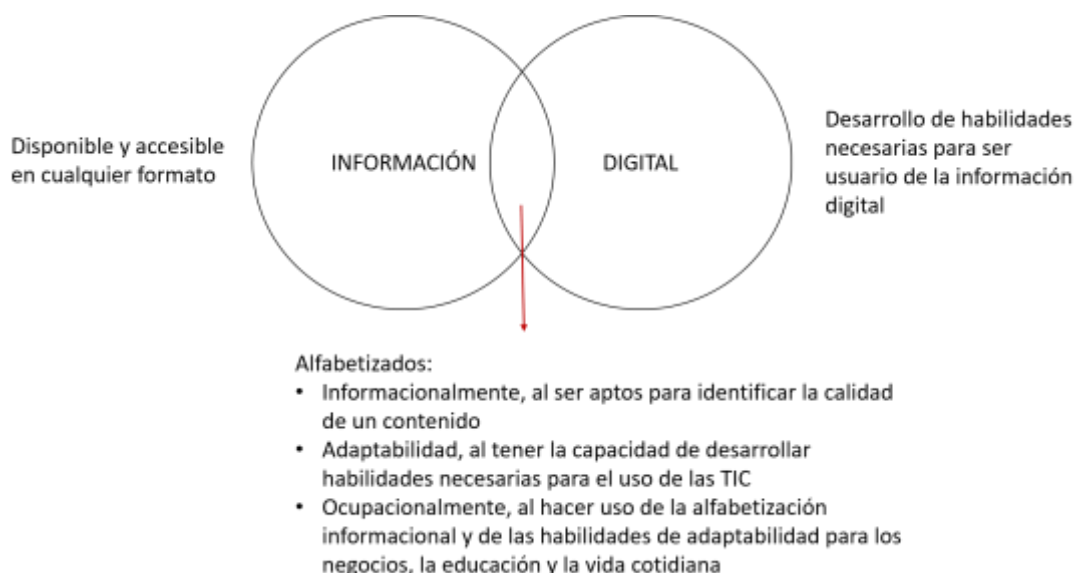 Disponible y accesible
en cualquier formato
INFORMACIÓN
DIGITAL
Desarrollo de habilidades
necesarias para ser
usuario de la información
digital
Alfabetizados:
• Informacionalmente, al ser aptos para identificar la calidad
de un contenido
• Adaptabilidad, al tener la capacidad de desarrollar
habilidades necesarias para el uso de las TIC
• Ocupacionalmente, al hacer uso de la alfabetización
informacional y de las habilidades de adaptabilidad para los
negocios, la educación y la vida cotidiana